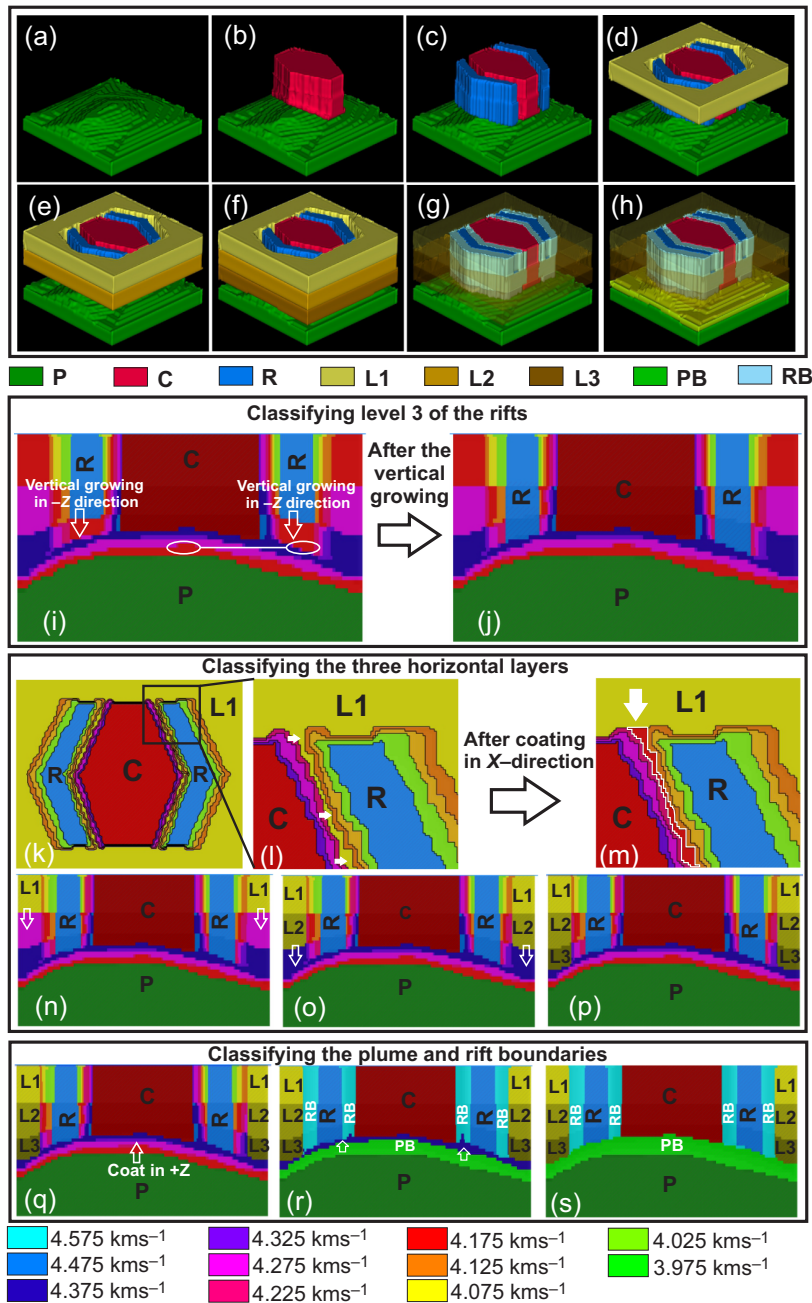 (a)
(b)
(c)
(d)
(e)
(f)
(g)
(h)
P
C
R
L1
L2
L3
PB
RB
Classifying level 3 of the rifts
R
C
R
Vertical growing
in –Z direction
Vertical growing
in –Z direction
P
(i)
After the
vertical
growing
R
C
R
P
(j)
Classifying the three horizontal layers
L1
R
C
R
(k)
L1
C
R
(l)
After coating
in X–direction
L1
C
R
(m)
L1
R
C
R
L1
P
(n)
L1
L2
R
C
R
L1
L2
P
(o)
L1
L2
L3
R
C
R
L1
L2
L3
P
(p)
Classifying the plume and rift boundaries
L1
L2
L3
R
C
R
L1
L2
L3
Coat in +Z
P
(q)
L1
L2
L3
RB
R
RB
C
RB
R
RB
L1
L2
L3
PB
P
(r)
L1
L2
L3
RB
R
RB
C
RB
R
RB
L1
L2
L3
PB
P
(s)
4.575 kms–1
4.325 kms–1
4.175 kms–1
4.025 kms–1
4.475 kms–1
4.275 kms–1
4.125 kms–1
3.975 kms–1
4.375 kms–1
4.225 kms–1
4.075 kms–1